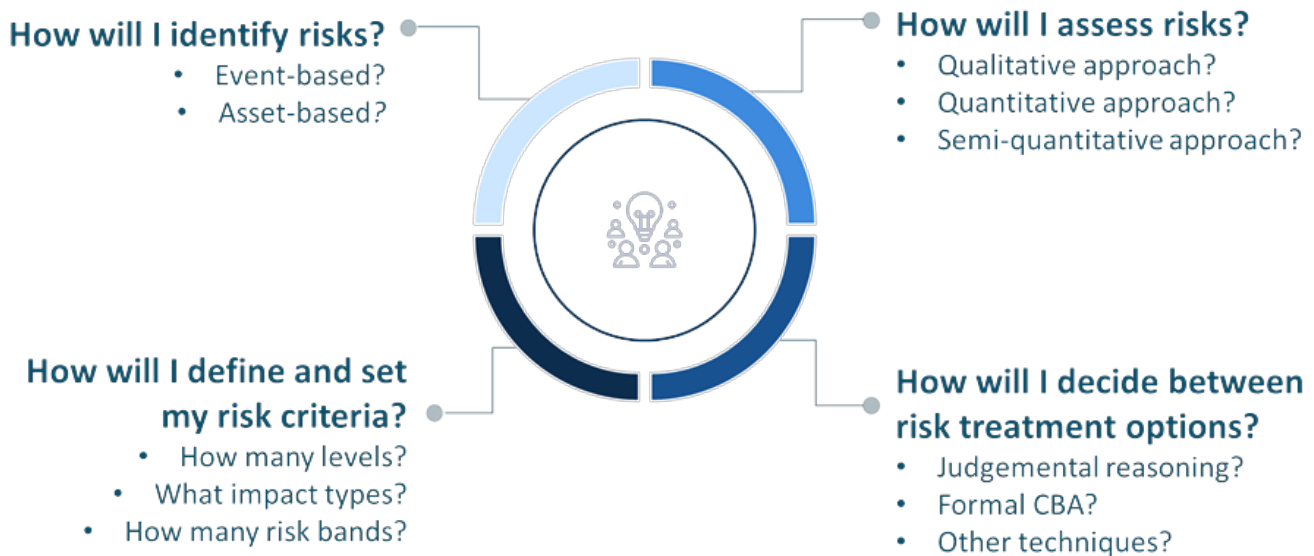 How will I identify risks?
• Event-based?
• Asset-based?
How will I assess risks?
• Qualitative approach?
• Quantitative approach?
• Semi-quantitative approach?
How will I define and set
my risk criteria?
• How many levels?
• What impact types?
• How many risk bands?
How will I decide between
risk treatment options?
• Judgemental reasoning?
• Formal CBA?
• Other techniques?